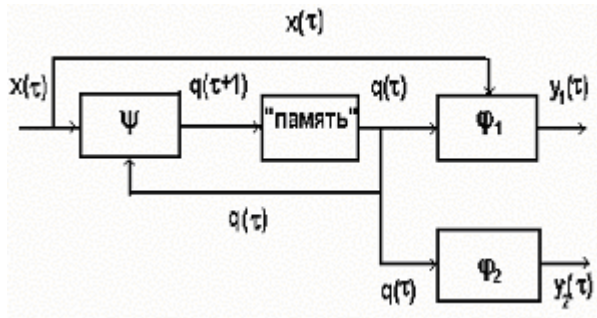 x(τ)
x(τ)
q(τ+1)
q(τ)
y₁(τ)
ψ
"память"
φ₁
q(τ)
q(τ)
φ₂
y₂(τ)